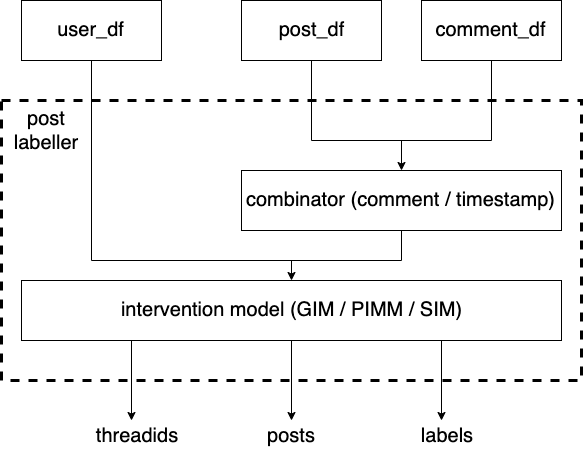 user_df
post_df
comment_df
post
labeller
combinator (comment / timestamp)
intervention model (GIM / PIMM / SIM)
threadids
posts
labels